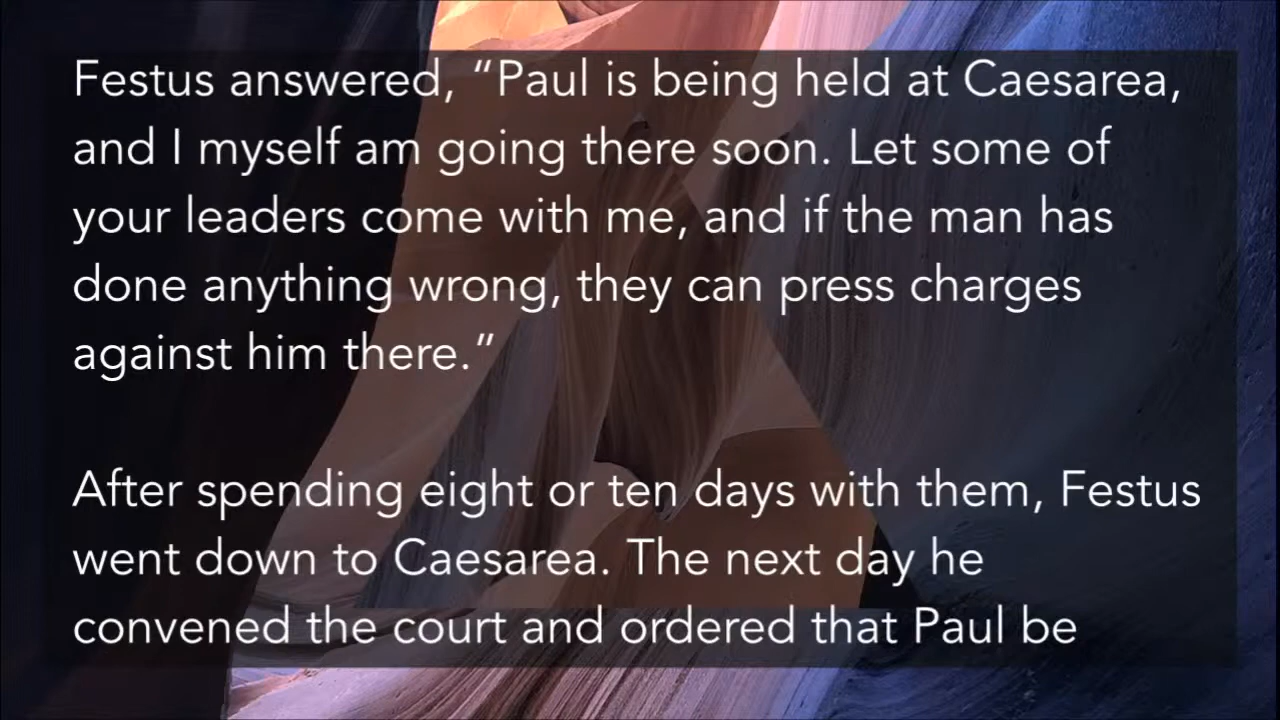 Festus answered, “Paul is being held at Caesarea,
and I myself am going there soon. Let some of
your leaders come with me, and if the man has
done anything wrong, they can press charges
against him there.”
After spending eight or ten days with them, Festus
went down to Caesarea. The next day he
convened the court and ordered that Paul be